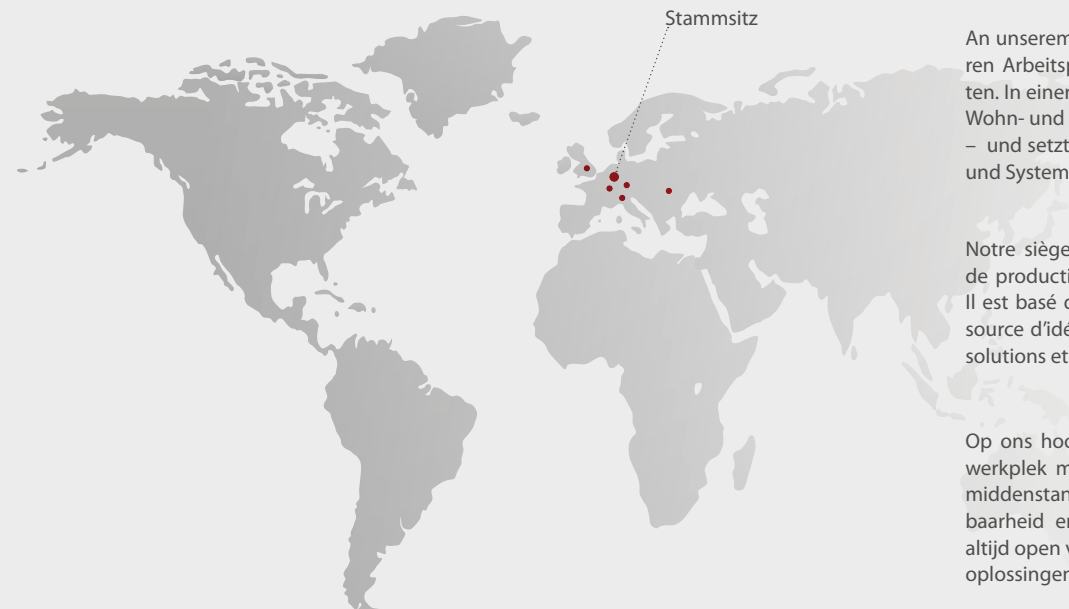 Stammsitz
An unserem
ren Arbeitsp
ten. In einer
Wohn- und
– und setzt
und System
Notre siège
de producti
Il est basé d
source d'idé
solutions et
Op ons hoo
werkplek m
middenstan
baarheid en
altijd open v
oplossingen